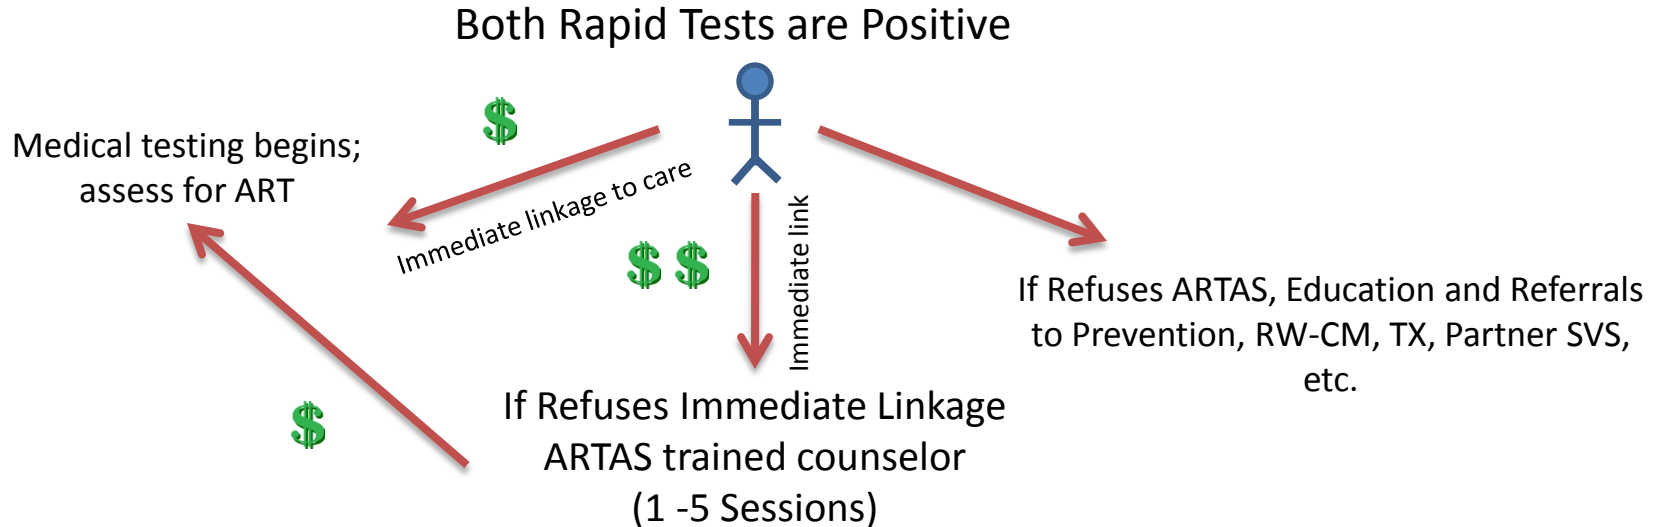 Both Rapid Tests are Positive
$
Medical testing begins;
assess for ART
Immediate linkage to care
$ $
Immediate link
If Refuses ARTAS, Education and Referrals
to Prevention, RW-CM, TX, Partner SVS,
etc.
$
If Refuses Immediate Linkage
ARTAS trained counselor
(1 -5 Sessions)